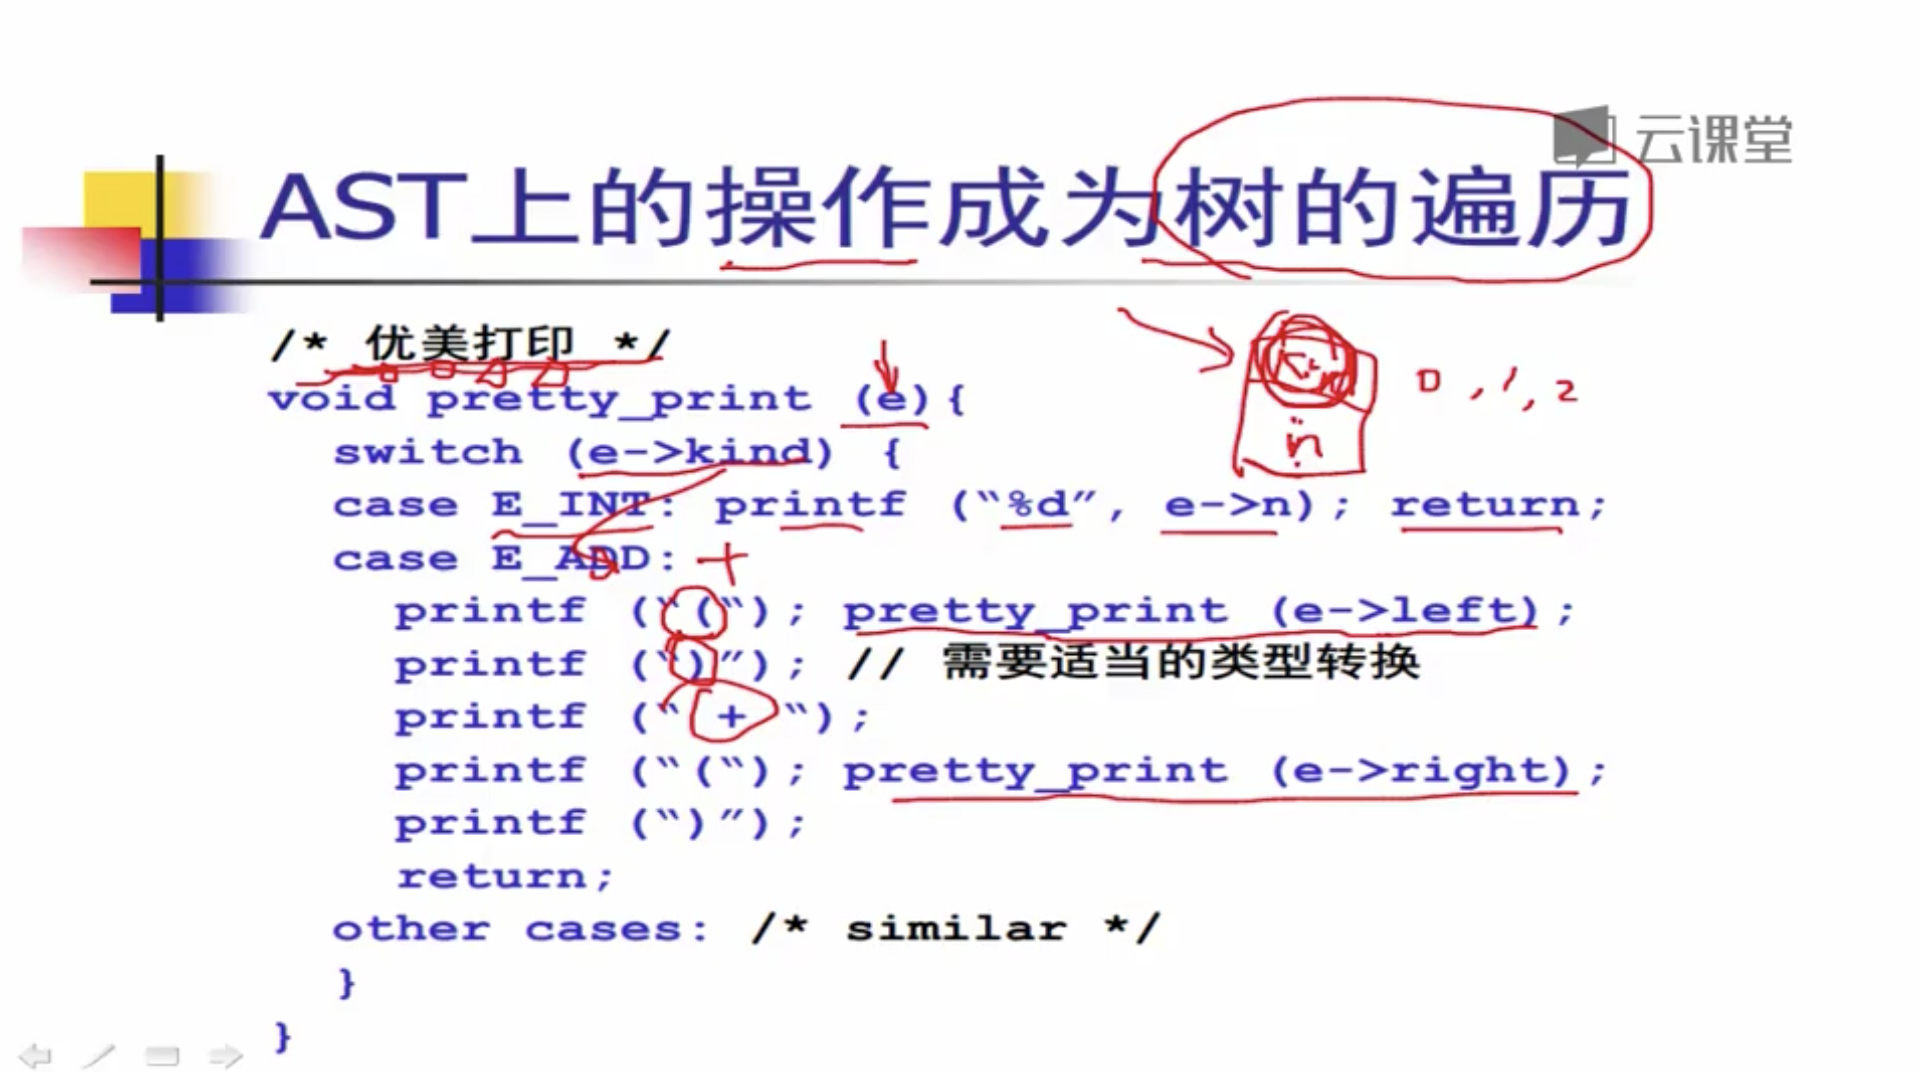 云课堂
AST上的操作成为树的遍历
/* 优美打印 */
void pretty_print (e){
switch (e->kind) {
case E_INT: printf (“%d”, e->n); return;
case E_ADD: +
printf (“(“); pretty_print (e->left);
printf (“)”); // 需要适当的类型转换
printf (“ + “);
printf (“(“); pretty_print (e->right);
printf (“)”);
return;
other cases: /* similar */
}
}
n
0 , 1 , 2